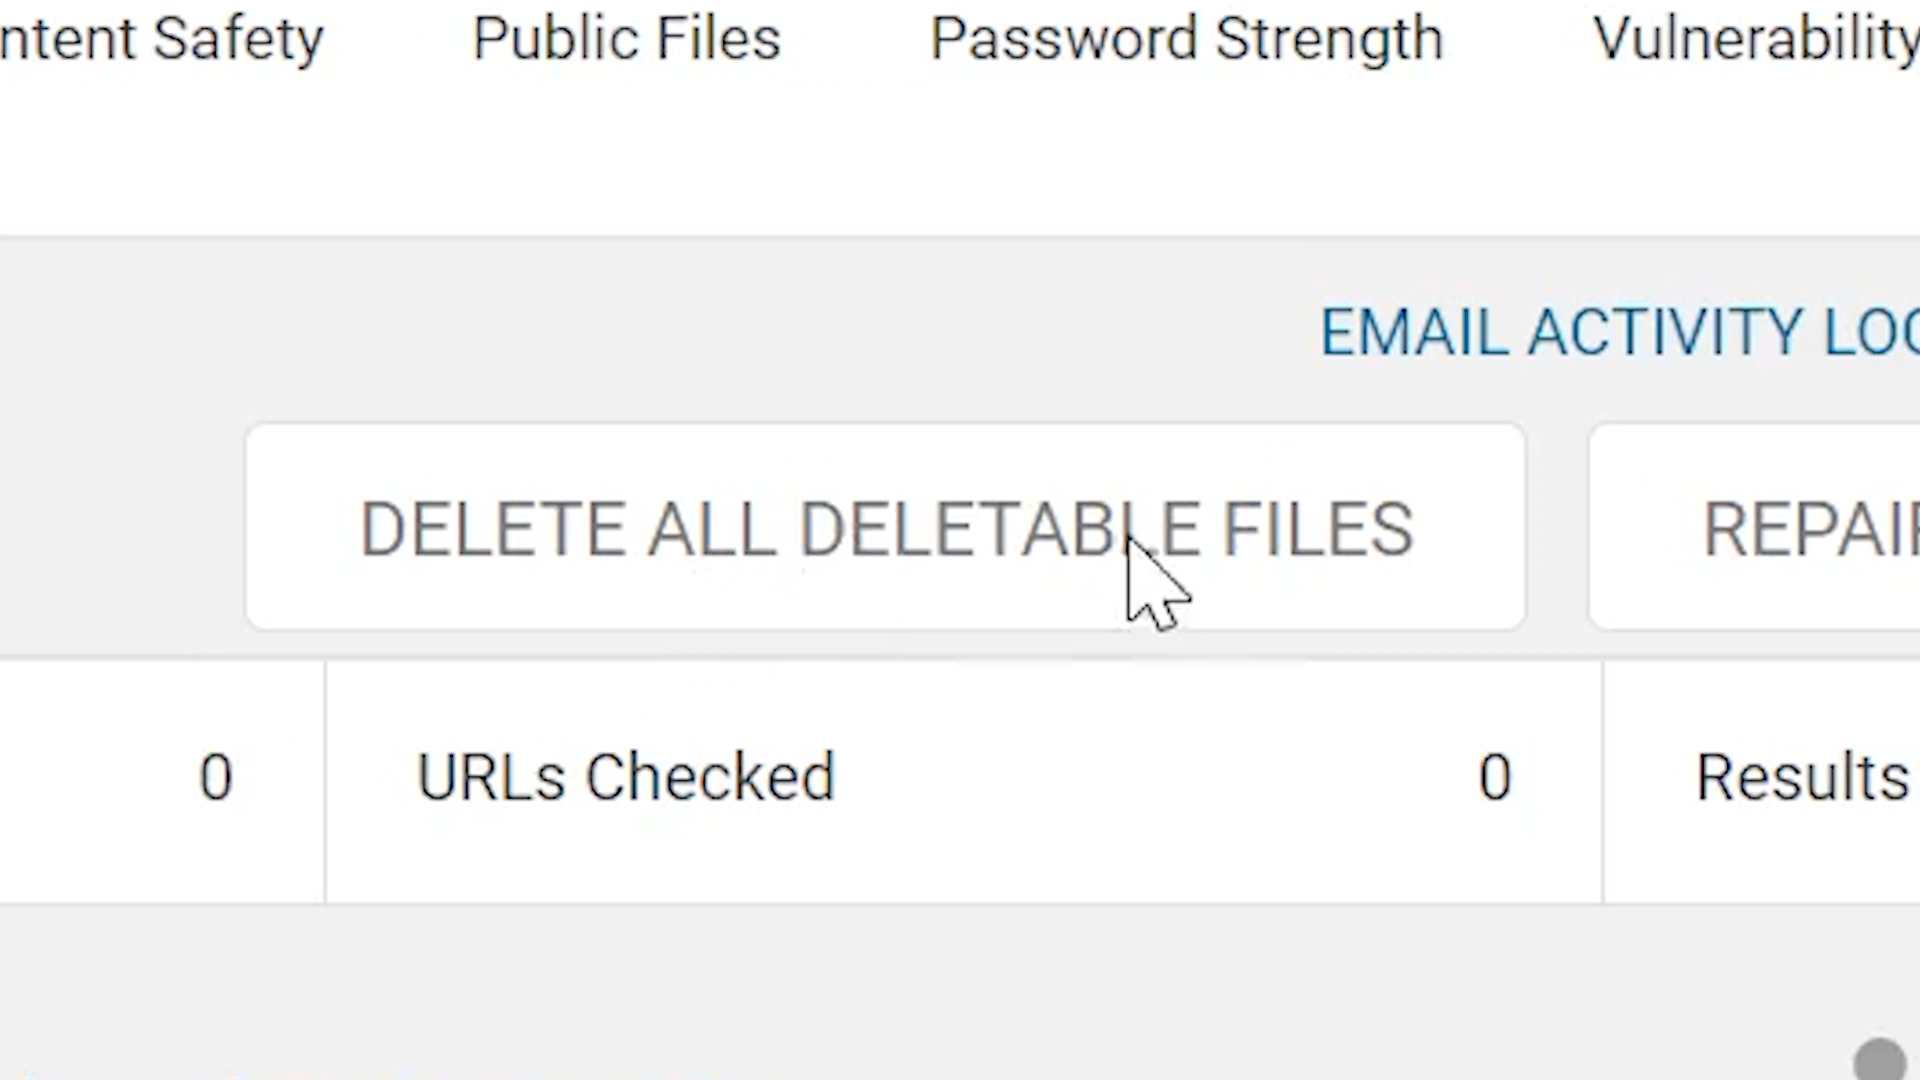 ntent Safety Public Files Password Strength Vulnerability
EMAIL ACTIVITY LOG
DELETE ALL DELETABLE FILES REPAIR
0 URLs Checked 0 Results